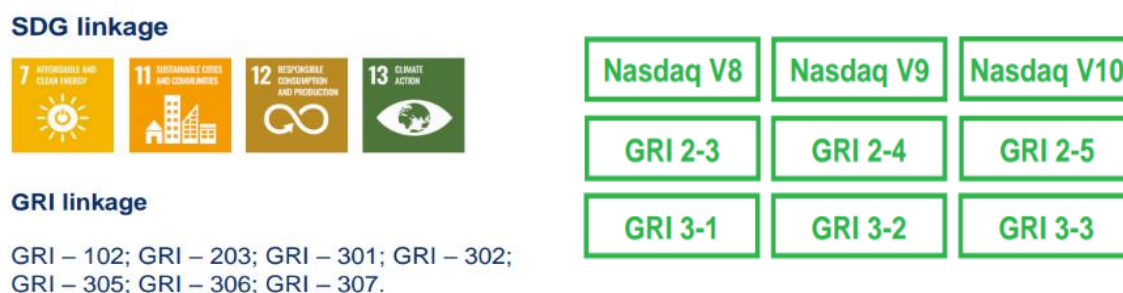 SDG linkage
7 AFFORDABLE AND CLEAN ENERGY
11 SUSTAINABLE CITIES AND COMMUNITIES
12 RESPONSIBLE CONSUMPTION AND PRODUCTION
13 CLIMATE ACTION
GRI linkage
GRI – 102; GRI – 203; GRI – 301; GRI – 302;
GRI – 305; GRI – 306; GRI – 307.
Nasdaq V8 Nasdaq V9 Nasdaq V10
GRI 2-3 GRI 2-4 GRI 2-5
GRI 3-1 GRI 3-2 GRI 3-3